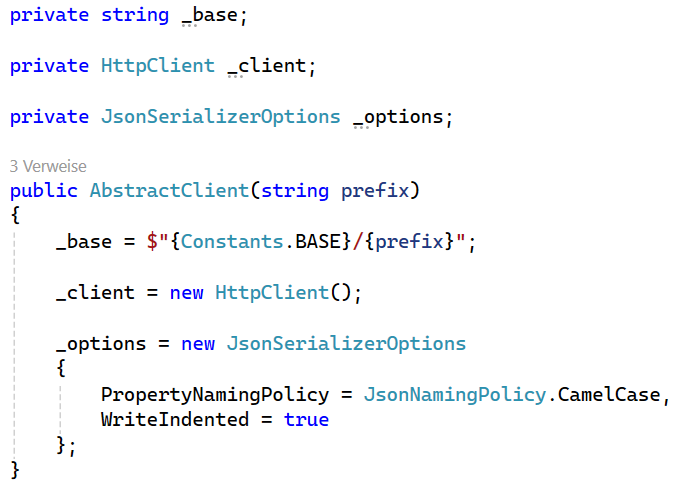 private string _base;
private HttpClient _client;
private JsonSerializerOptions _options;
3 Verweise
public AbstractClient(string prefix)
{
    _base = $"{Constants.BASE}/{prefix}";
    _client = new HttpClient();
    _options = new JsonSerializerOptions
    {
        PropertyNamingPolicy = JsonNamingPolicy.CamelCase,
        WriteIndented = true
    };
}